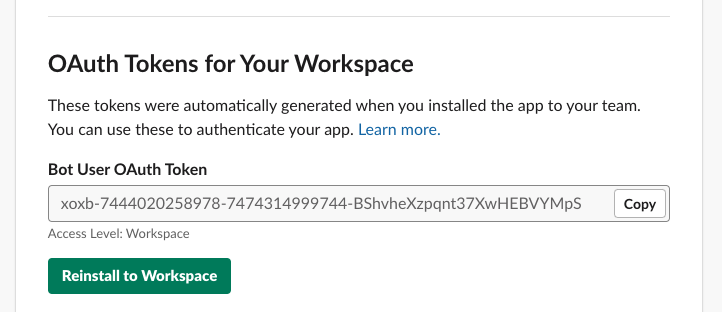 OAuth Tokens for Your Workspace
These tokens were automatically generated when you installed the app to your team.
You can use these to authenticate your app. Learn more.
Bot User OAuth Token
xoxb-7444020258978-7474314999744-BShvheXzpqnt37XwHEBVYMpS
Copy
Access Level: Workspace
Reinstall to Workspace